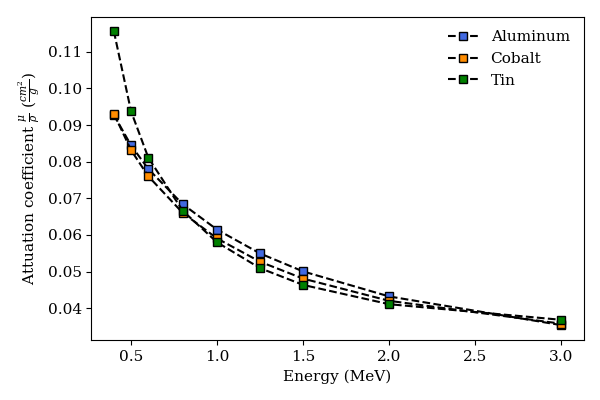 Attuation coefficient μ/ρ (cm²/g)
0.11
0.10
0.09
0.08
0.07
0.06
0.05
0.04
Aluminum
Cobalt
Tin
0.5 1.0 1.5 2.0 2.5 3.0
Energy (MeV)